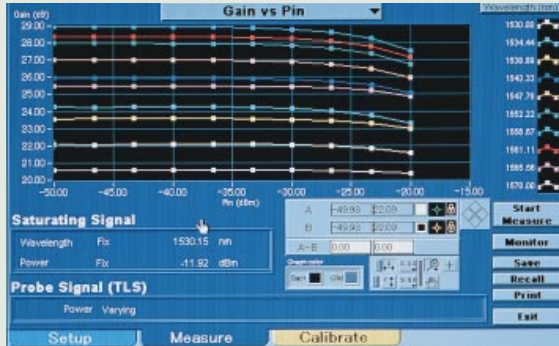 Gain vs Pin
Gain (dB)
Wavelength (nm)
29.00
28.00
27.00
26.00
25.00
24.00
23.00
22.00
21.00
20.00
-50.00 -45.00 -40.00 -35.00 -30.00 -25.00 -20.00 -15.00
Pin (dBm)
1530.00
1534.44
1538.89
1543.33
1547.78
1552.22
1556.67
1561.11
1565.56
1570.00
Saturating Signal
Wavelength Fix 1530.15 nm
Power Fix -11.92 dBm
A -49.98 22.09
B -49.98 22.09
A-B 0.00 0.00
Probe Signal (TLS)
Power Varying
Start Measure
Monitor
Save
Recall
Print
Exit
Setup Measure Calibrate